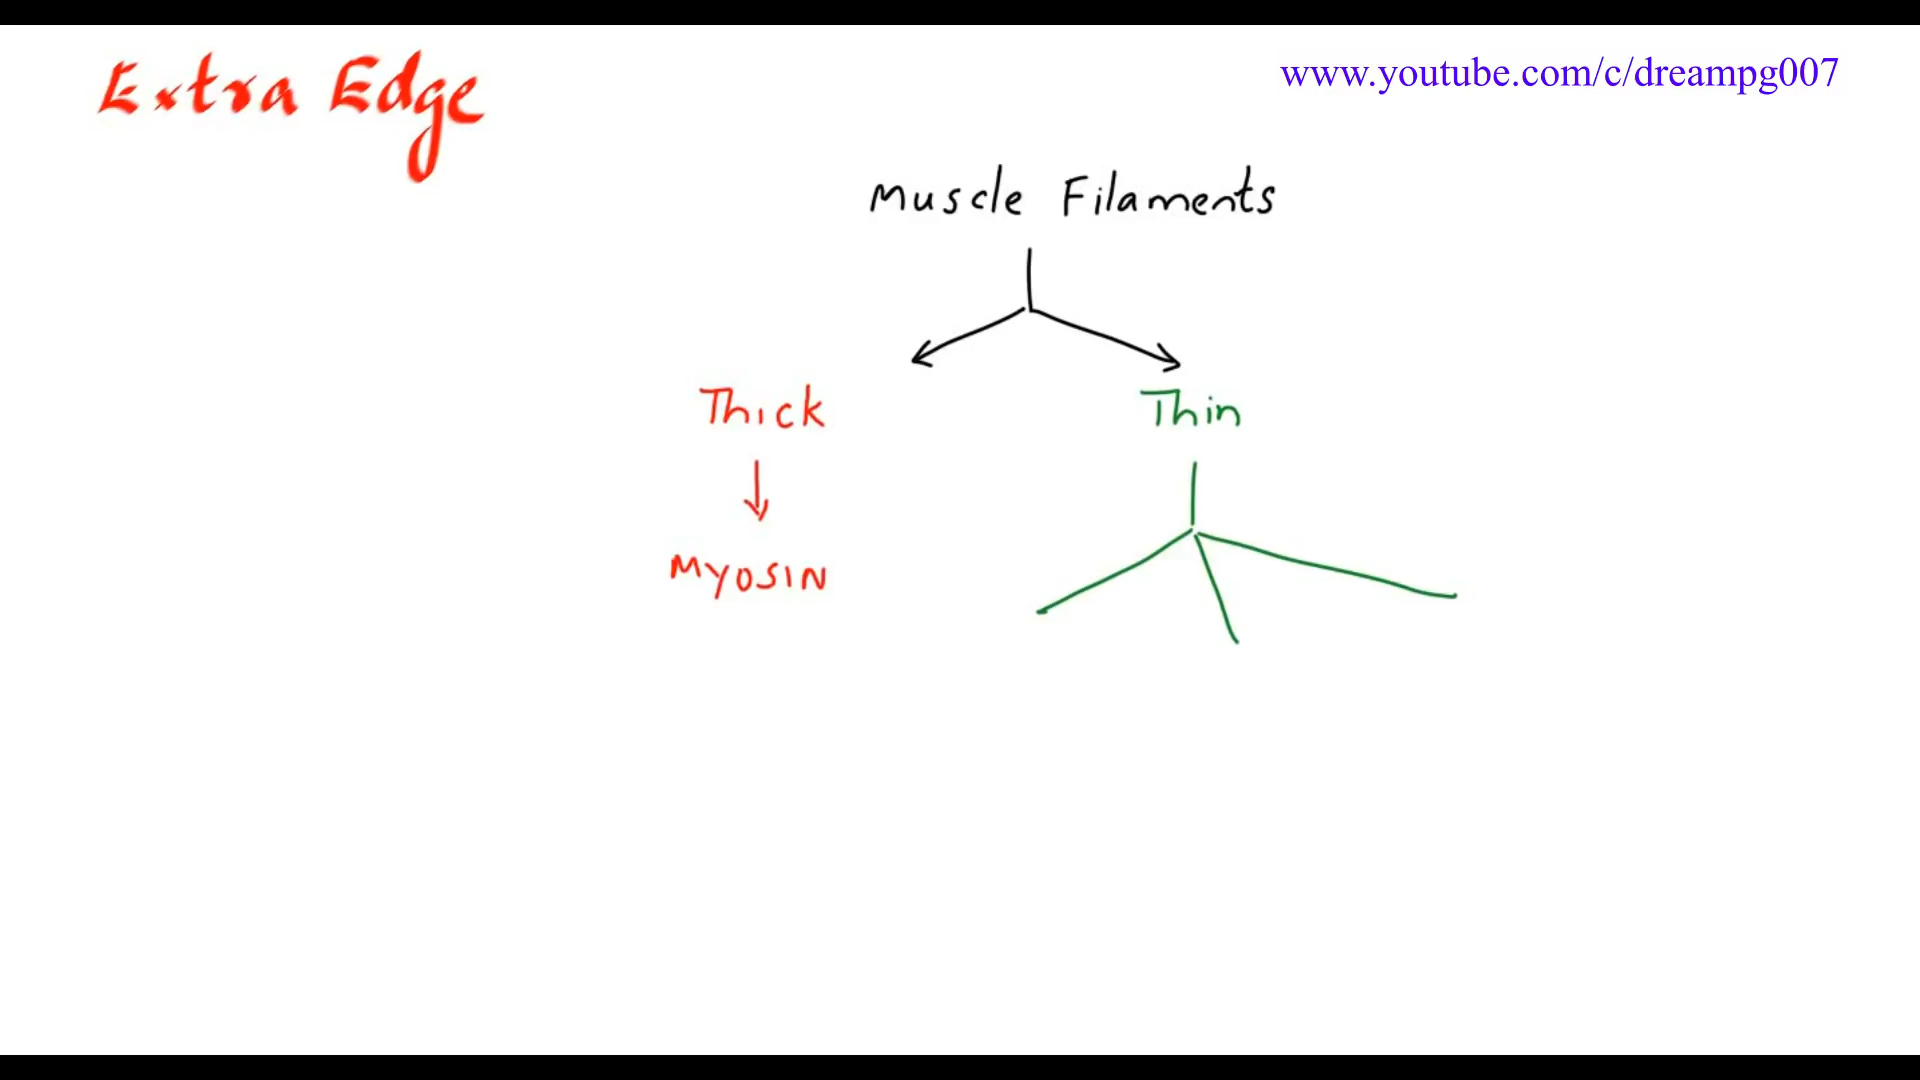 Extra Edge
www.youtube.com/c/dreampg007
Muscle Filaments
Thick
Thin
MYOSIN